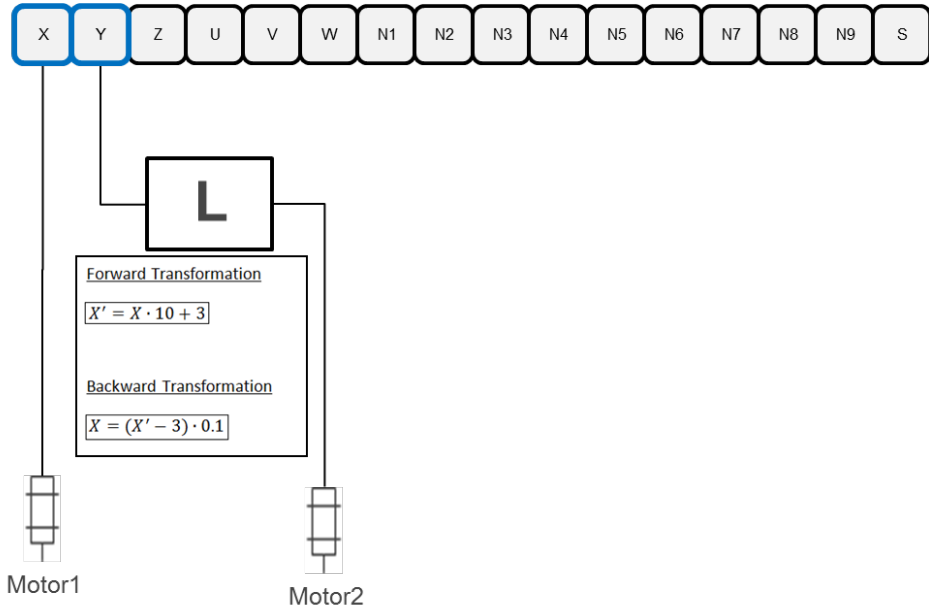 X Y Z U V W N1 N2 N3 N4 N5 N6 N7 N8 N9 S
L
Forward Transformation
X′ = X · 10 + 3
Backward Transformation
X = (X′ − 3) · 0.1
Motor1
Motor2